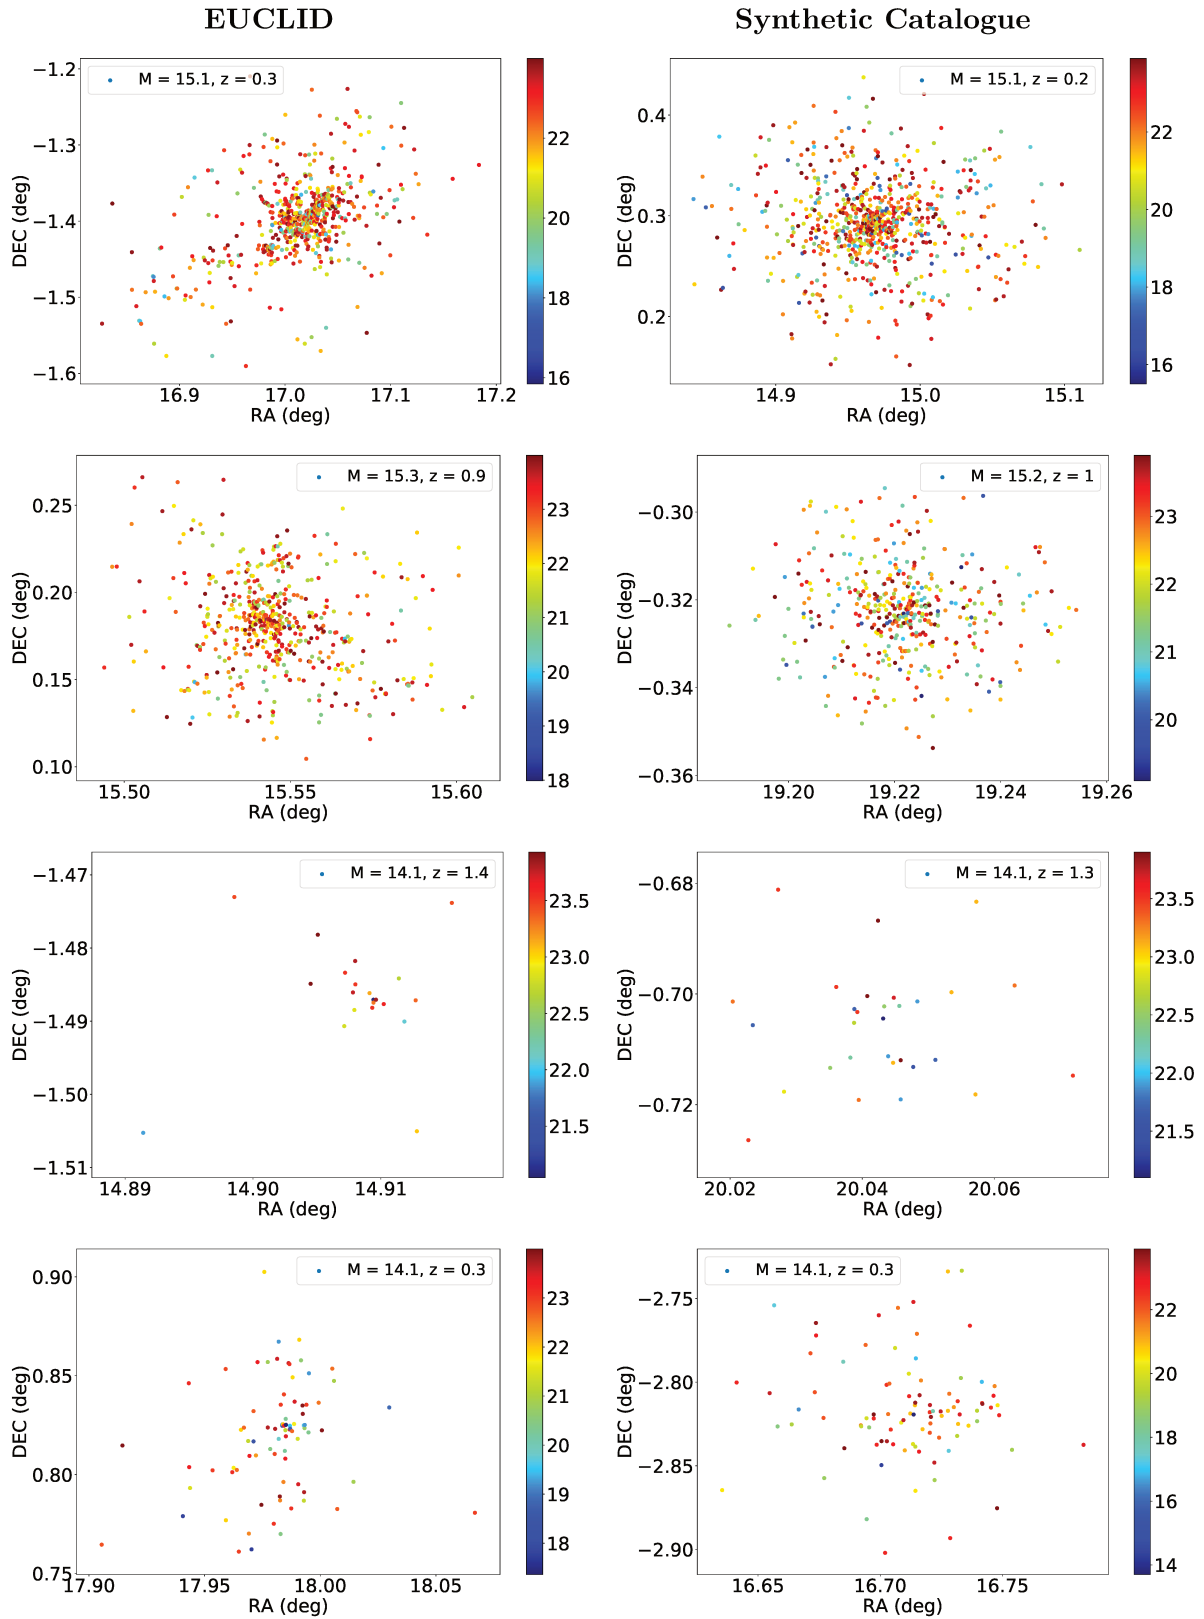 EUCLID
Synthetic Catalogue
M = 15.1, z = 0.3
−1.2
−1.3
−1.4
−1.5
−1.6
DEC (deg)
16.9 17.0 17.1 17.2
RA (deg)
22
20
18
16
M = 15.1, z = 0.2
0.4
0.3
0.2
DEC (deg)
14.9 15.0 15.1
RA (deg)
22
20
18
16
M = 15.3, z = 0.9
0.25
0.20
0.15
0.10
DEC (deg)
15.50 15.55 15.60
RA (deg)
23
22
21
20
19
18
M = 15.2, z = 1
−0.30
−0.32
−0.34
−0.36
DEC (deg)
19.20 19.22 19.24 19.26
RA (deg)
23
22
21
20
M = 14.1, z = 1.4
−1.47
−1.48
−1.49
−1.50
−1.51
DEC (deg)
14.89 14.90 14.91
RA (deg)
23.5
23.0
22.5
22.0
21.5
M = 14.1, z = 1.3
−0.68
−0.70
−0.72
DEC (deg)
20.02 20.04 20.06
RA (deg)
23.5
23.0
22.5
22.0
21.5
M = 14.1, z = 0.3
0.90
0.85
0.80
0.75
DEC (deg)
17.90 17.95 18.00 18.05
RA (deg)
23
22
21
20
19
18
M = 14.1, z = 0.3
−2.75
−2.80
−2.85
−2.90
DEC (deg)
16.65 16.70 16.75
RA (deg)
22
20
18
16
14